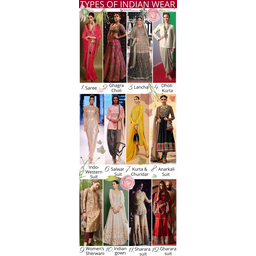 TYPES OF INDIAN WEAR
1 Saree
2 Ghagra
Choli
3 Lancha
4 Dhoti
Kurta
5 Indo-
Western
Suit
6 Salwar
Suit
7 Kurta &
Churidar
8 Anarkali
Suit
9 Women's
Sherwani
10 Indian
gown
11 Sharara
suit
12 Gharara
suit